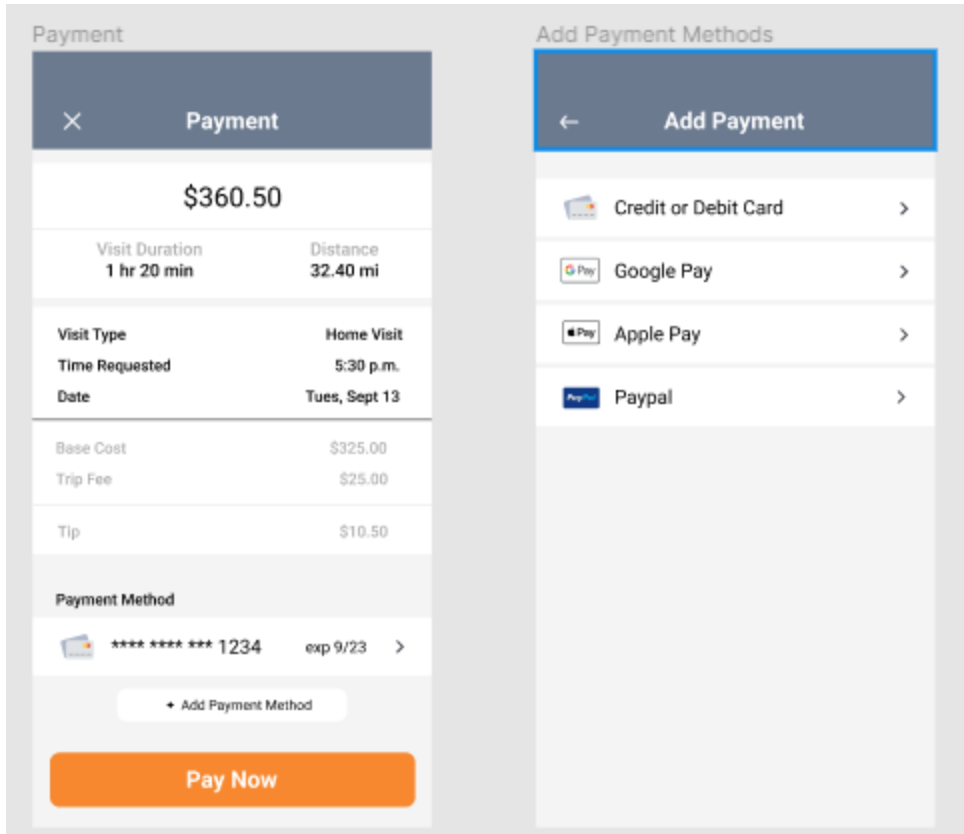 Payment
Payment
$360.50
Visit Duration Distance
1 hr 20 min 32.40 mi
Visit Type Home Visit
Time Requested 5:30 p.m.
Date Tues, Sept 13
Base Cost $325.00
Trip Fee $25.00
Tip $10.50
Payment Method
**** **** *** 1234 exp 9/23
+ Add Payment Method
Pay Now
Add Payment Methods
Add Payment
Credit or Debit Card
G Pay Google Pay
Pay Apple Pay
PayPal Paypal